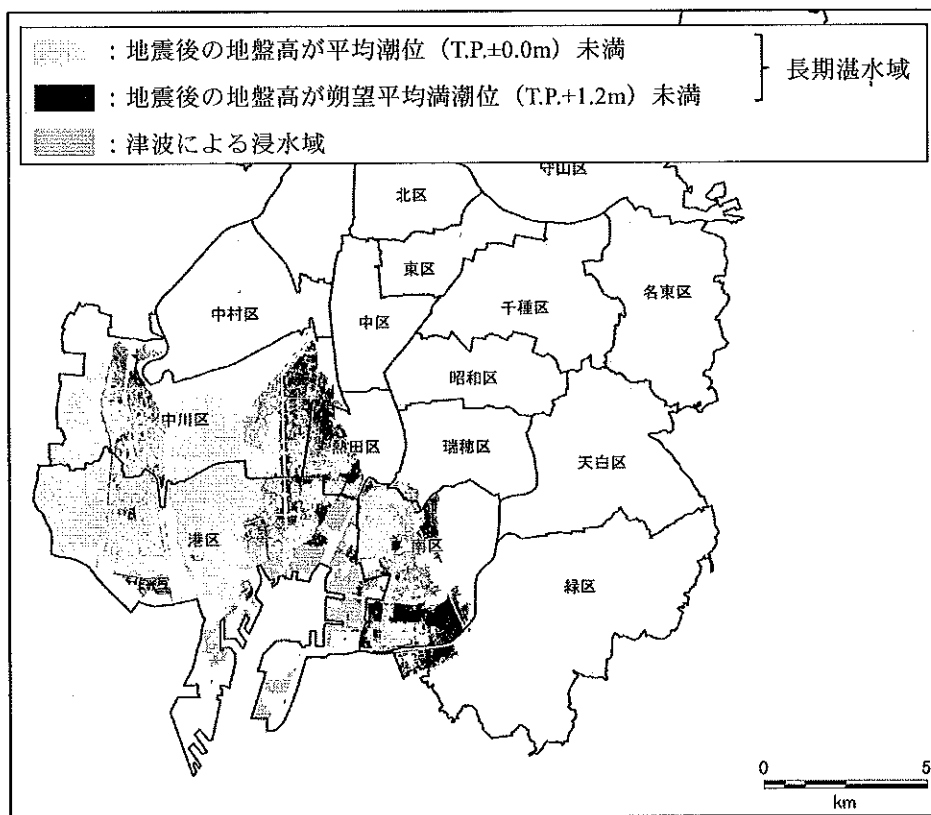 ：地震後の地盤高が平均潮位（T.P.±0.0m）未満
：地震後の地盤高が朔望平均満潮位（T.P.+1.2m）未満
長期湛水域
：津波による浸水域
守山区
北区
東区
中村区
中区
千種区
名東区
昭和区
中川区
熱田区
瑞穂区
天白区
港区
南区
緑区
0 5
km